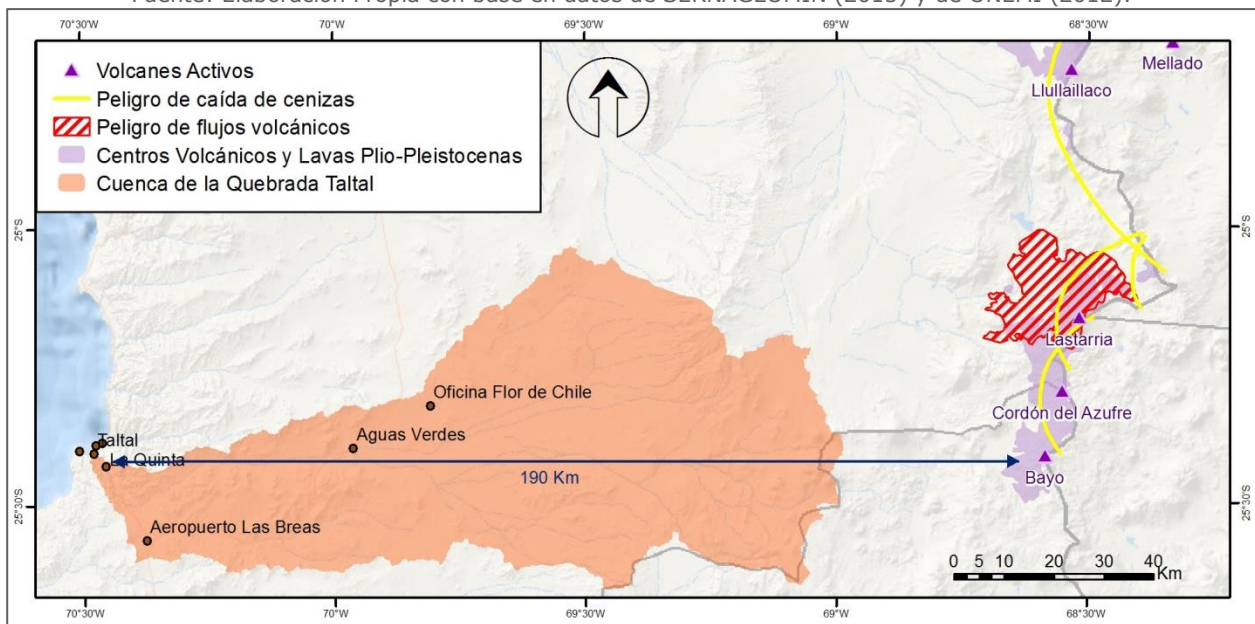 Fuente: Elaboración Propia con base en datos de SERNAGEOMIN (2015) y de ONEMI (2012).
70°30'W 70°W 69°30'W 69°W 68°30'W
Volcanes Activos
Peligro de caída de cenizas
Peligro de flujos volcánicos
Centros Volcánicos y Lavas Plio-Pleistocenas
Cuenca de la Quebrada Taltal
Mellado
Llullaillaco
25°S 25°S
Lastarria
Oficina Flor de Chile
Cordón del Azufre
Taltal
Aguas Verdes
La Quinta
190 Km
Bayo
25°30'S 25°30'S
Aeropuerto Las Breas
0 5 10 20 30 40
Km
70°30'W 70°W 69°30'W 69°W 68°30'W